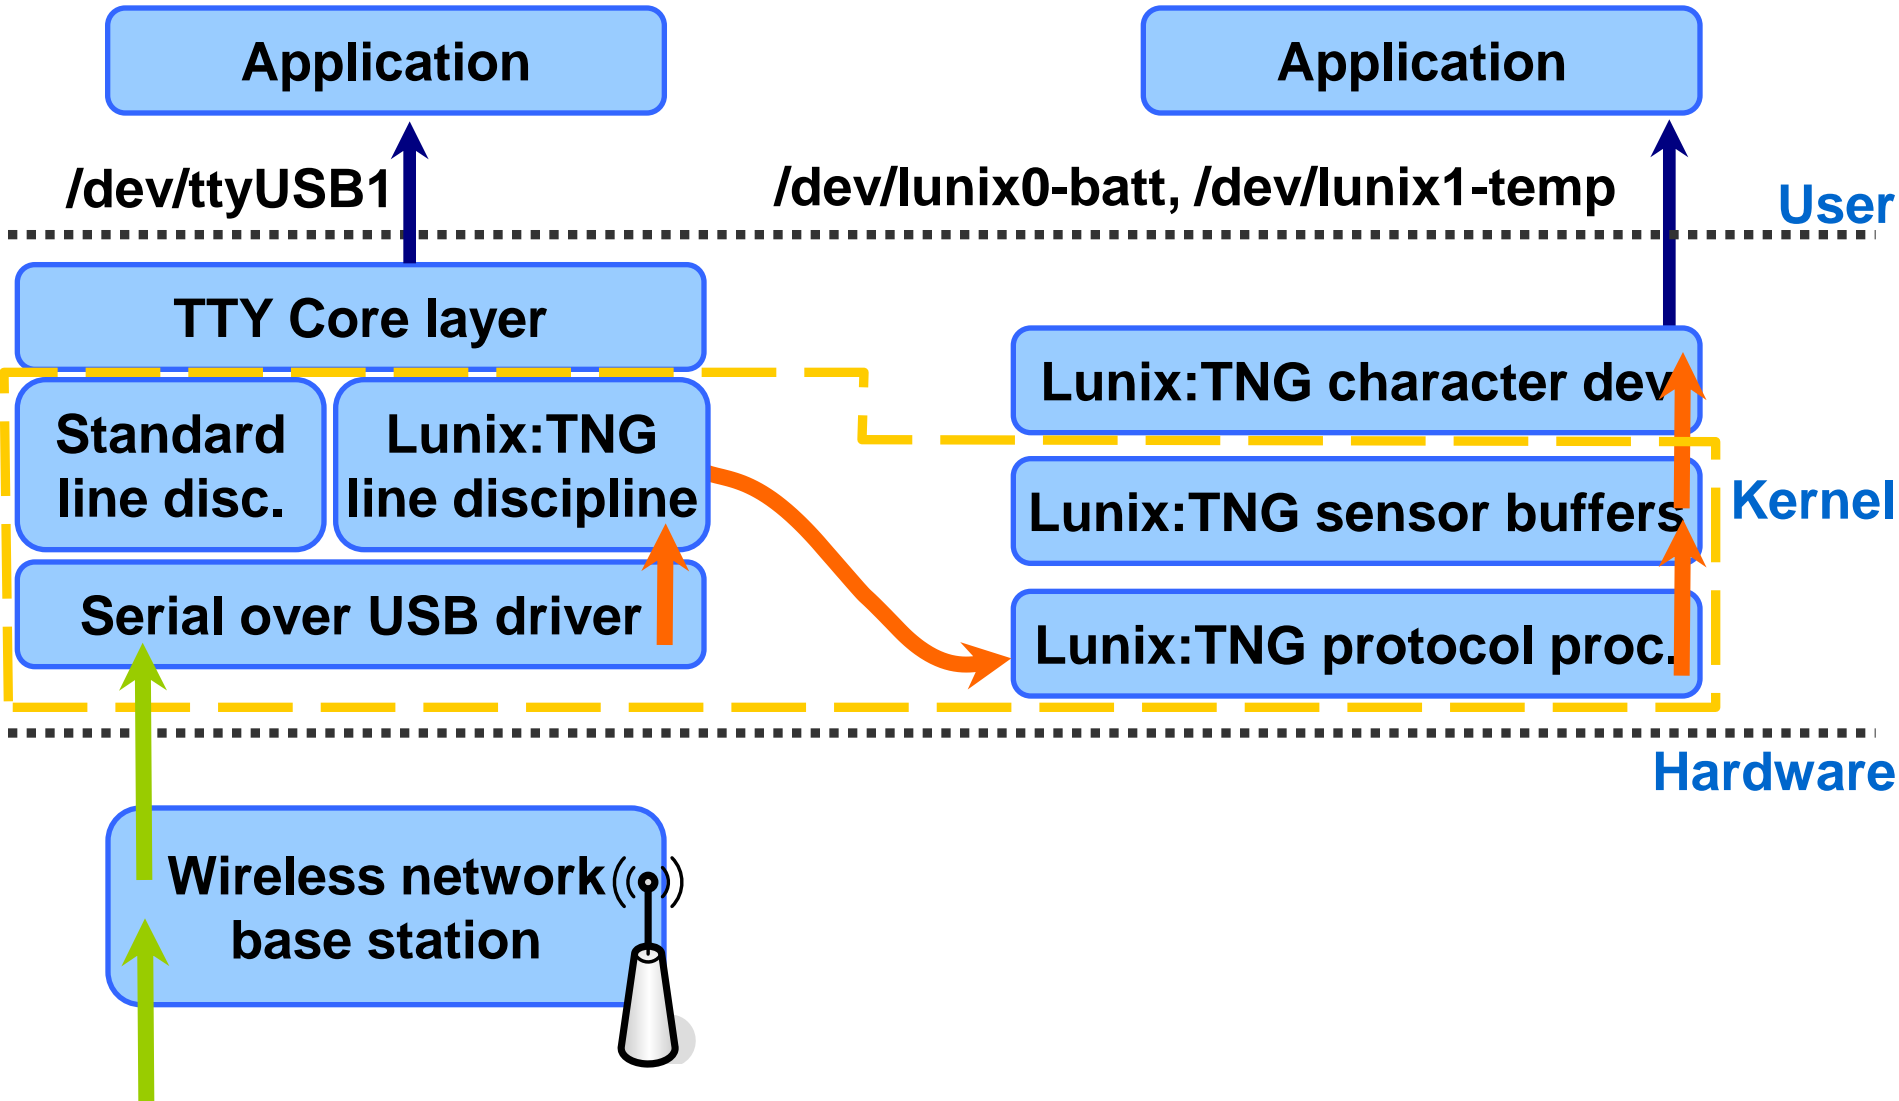 Application
Application
/dev/ttyUSB1
/dev/lunix0-batt, /dev/lunix1-temp
User
TTY Core layer
Lunix:TNG character dev
Standard
line disc.
Lunix:TNG
line discipline
Lunix:TNG sensor buffers
Kernel
Serial over USB driver
Lunix:TNG protocol proc.
Hardware
Wireless network
base station